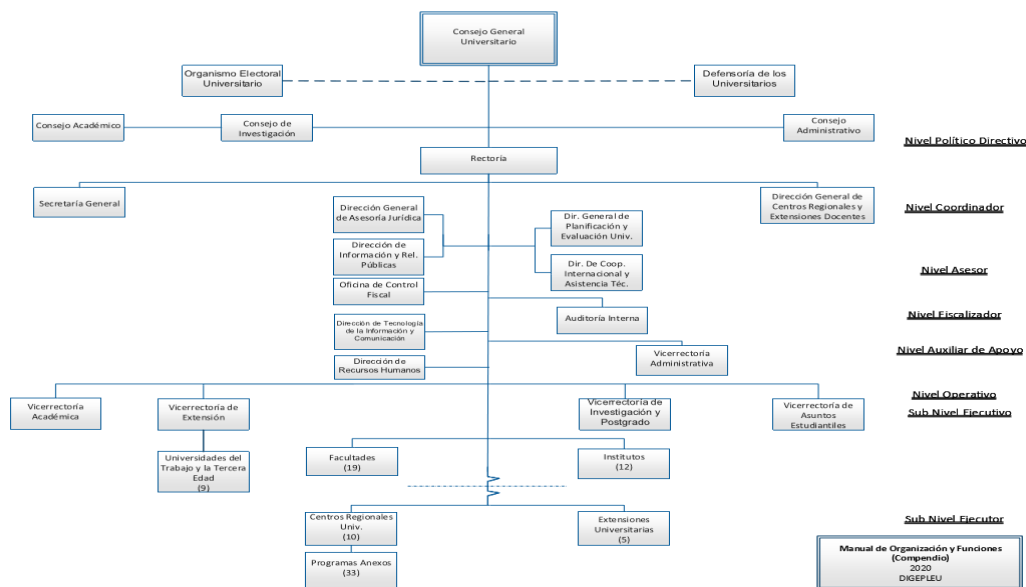 Consejo General
Universitario
Organismo Electoral
Universitario
Defensoría de los
Universitarios
Consejo Académico
Consejo de
Investigación
Consejo
Administrativo
Nivel Político Directivo
Rectoría
Secretaría General
Dirección General de
Centros Regionales y
Extensiones Docentes
Nivel Coordinador
Dirección General
de Asesoría Jurídica
Dir. General de
Planificación y
Evaluación Univ.
Dirección de
Información y Rel.
Públicas
Dir. De Coop.
Internacional y
Asistencia Téc.
Nivel Asesor
Oficina de Control
Fiscal
Auditoría Interna
Nivel Fiscalizador
Dirección de Tecnología
de la Información y
Comunicación
Vicerrectoría
Administrativa
Nivel Auxiliar de Apoyo
Dirección de
Recursos Humanos
Nivel Operativo
Sub Nivel Ejecutivo
Vicerrectoría
Académica
Vicerrectoría de
Extensión
Vicerrectoría de
Investigación y
Postgrado
Vicerrectoría de
Asuntos
Estudiantiles
Universidades del
Trabajo y la Tercera
Edad
(9)
Facultades
(19)
Institutos
(12)
Centros Regionales
Univ.
(10)
Extensiones
Universitarias
(5)
Sub Nivel Ejecutor
Programas Anexos
(33)
Manual de Organización y Funciones
(Compendio)
2020
DIGEPLEU